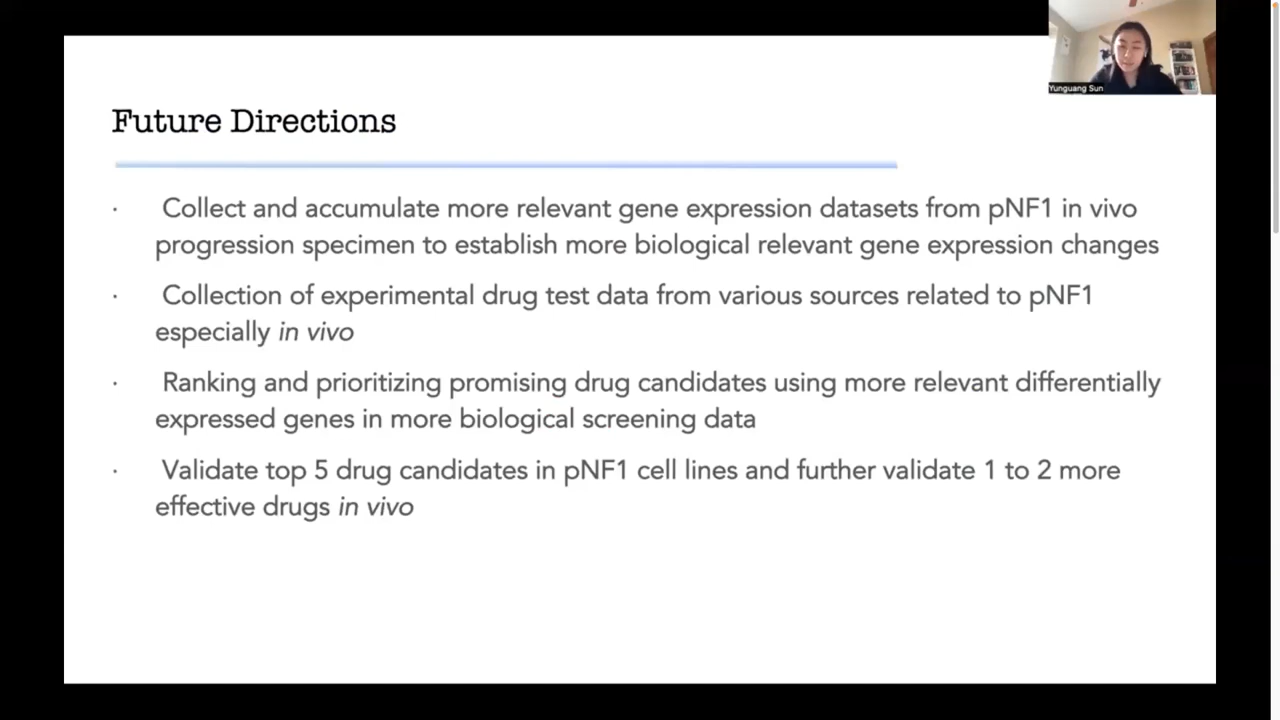 Yunguang Sun
Future Directions
· Collect and accumulate more relevant gene expression datasets from pNF1 in vivo
progression specimen to establish more biological relevant gene expression changes
· Collection of experimental drug test data from various sources related to pNF1
especially in vivo
· Ranking and prioritizing promising drug candidates using more relevant differentially
expressed genes in more biological screening data
· Validate top 5 drug candidates in pNF1 cell lines and further validate 1 to 2 more
effective drugs in vivo